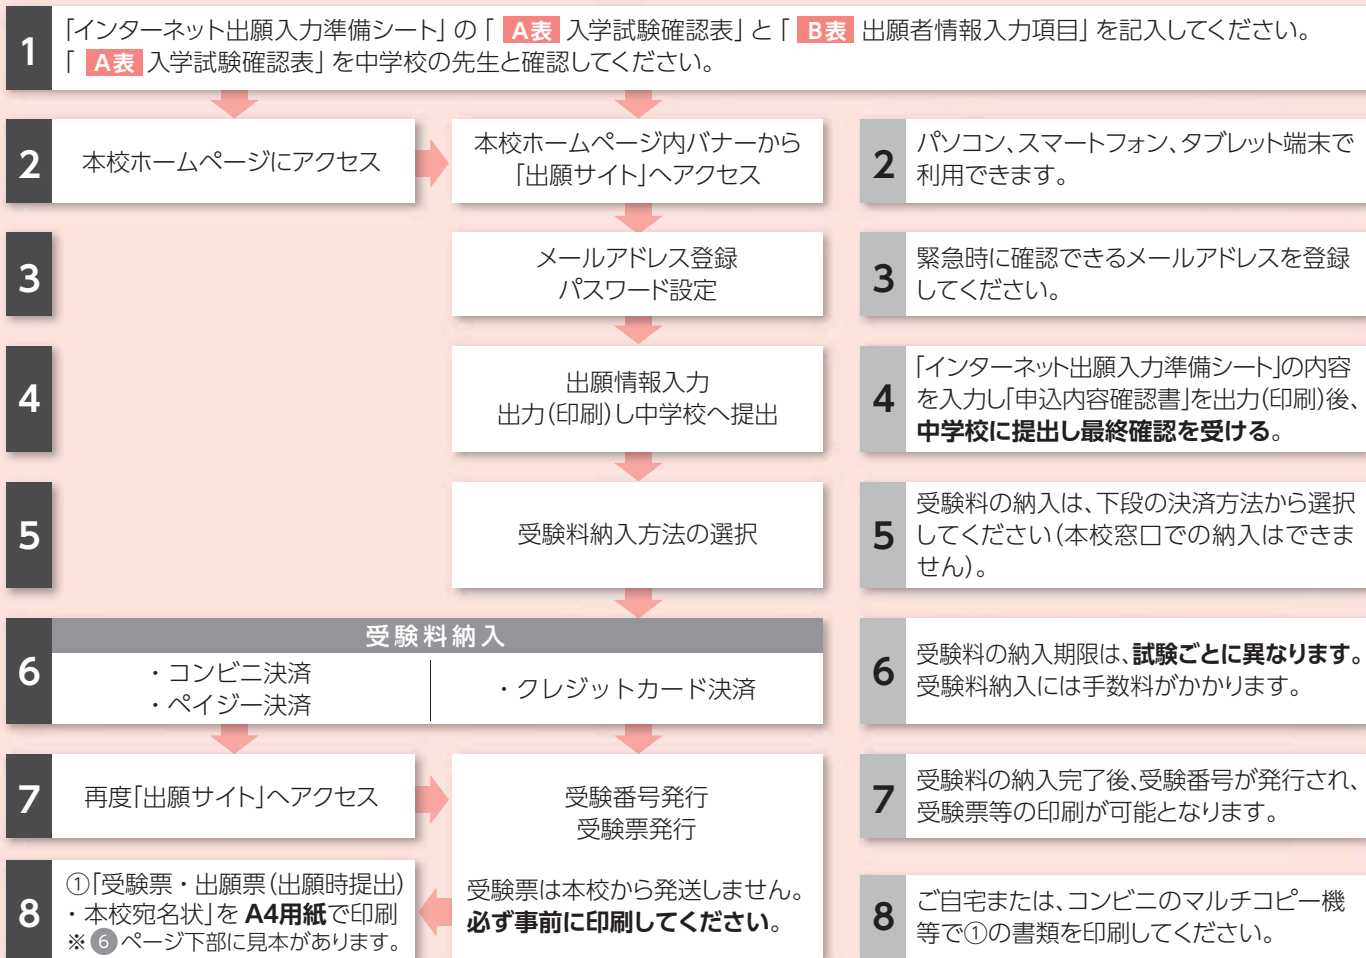 1
「インターネット出願入力準備シート」の「 A表 入学試験確認表」と「 B表 出願者情報入力項目」を記入してください。
「 A表 入学試験確認表」を中学校の先生と確認してください。
2
本校ホームページにアクセス
本校ホームページ内バナーから
「出願サイト」へアクセス
2
パソコン、スマートフォン、タブレット端末で
利用できます。
3
メールアドレス登録
パスワード設定
3
緊急時に確認できるメールアドレスを登録
してください。
4
出願情報入力
出力(印刷)し中学校へ提出
4
「インターネット出願入力準備シート」の内容
を入力し「申込内容確認書」を出力(印刷)後、
中学校に提出し最終確認を受ける。
5
受験料納入方法の選択
5
受験料の納入は、下段の決済方法から選択
してください(本校窓口での納入はできま
せん)。
6
受験料納入
・コンビニ決済
・ペイジー決済
・クレジットカード決済
6
受験料の納入期限は、試験ごとに異なります。
受験料納入には手数料がかかります。
7
再度「出願サイト」へアクセス
受験番号発行
受験票発行
7
受験料の納入完了後、受験番号が発行され、
受験票等の印刷が可能となります。
8
①「受験票・出願票(出願時提出)
・本校宛名状」を A4用紙で印刷
※ 6 ページ下部に見本があります。
受験票は本校から発送しません。
必ず事前に印刷してください。
8
ご自宅または、コンビニのマルチコピー機
等で①の書類を印刷してください。